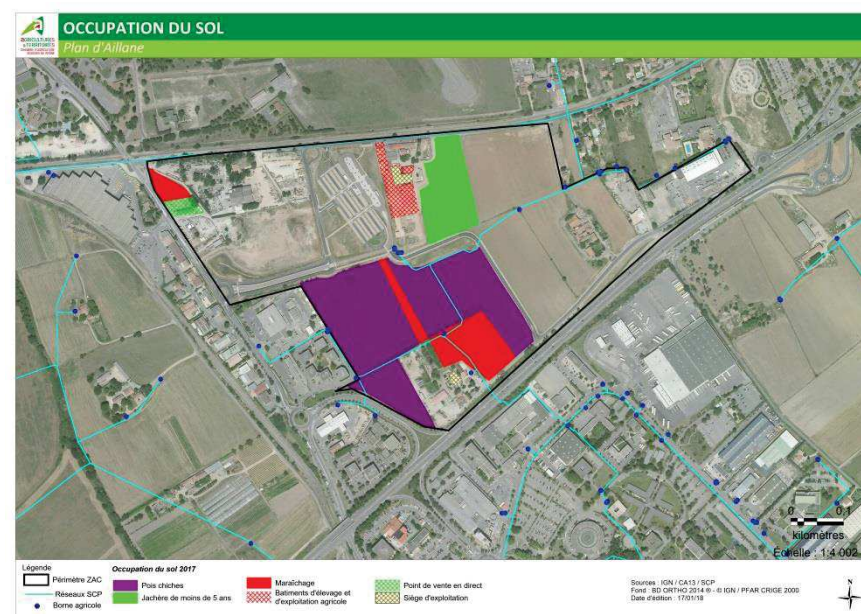 OCCUPATION DU SOL
Plan d'Aillane
AGRICULTURES
& TERRITOIRES
0 0.1
kilomètres
Échelle : 1:4 002
Légende
Périmètre ZAC
Réseaux SCP
Borne agricole
Occupation du sol 2017
Pois chiches
Jachère de moins de 5 ans
Maraîchage
Batiments d'élevage et
d'exploitation agricole
Point de vente en direct
Siège d'exploitation
Sources : IGN / CA13 / SCP
Fond : BD ORTHO 2014 ® - © IGN / PFAR CRIGE 2000
Date d'édition : 17/01/18
N